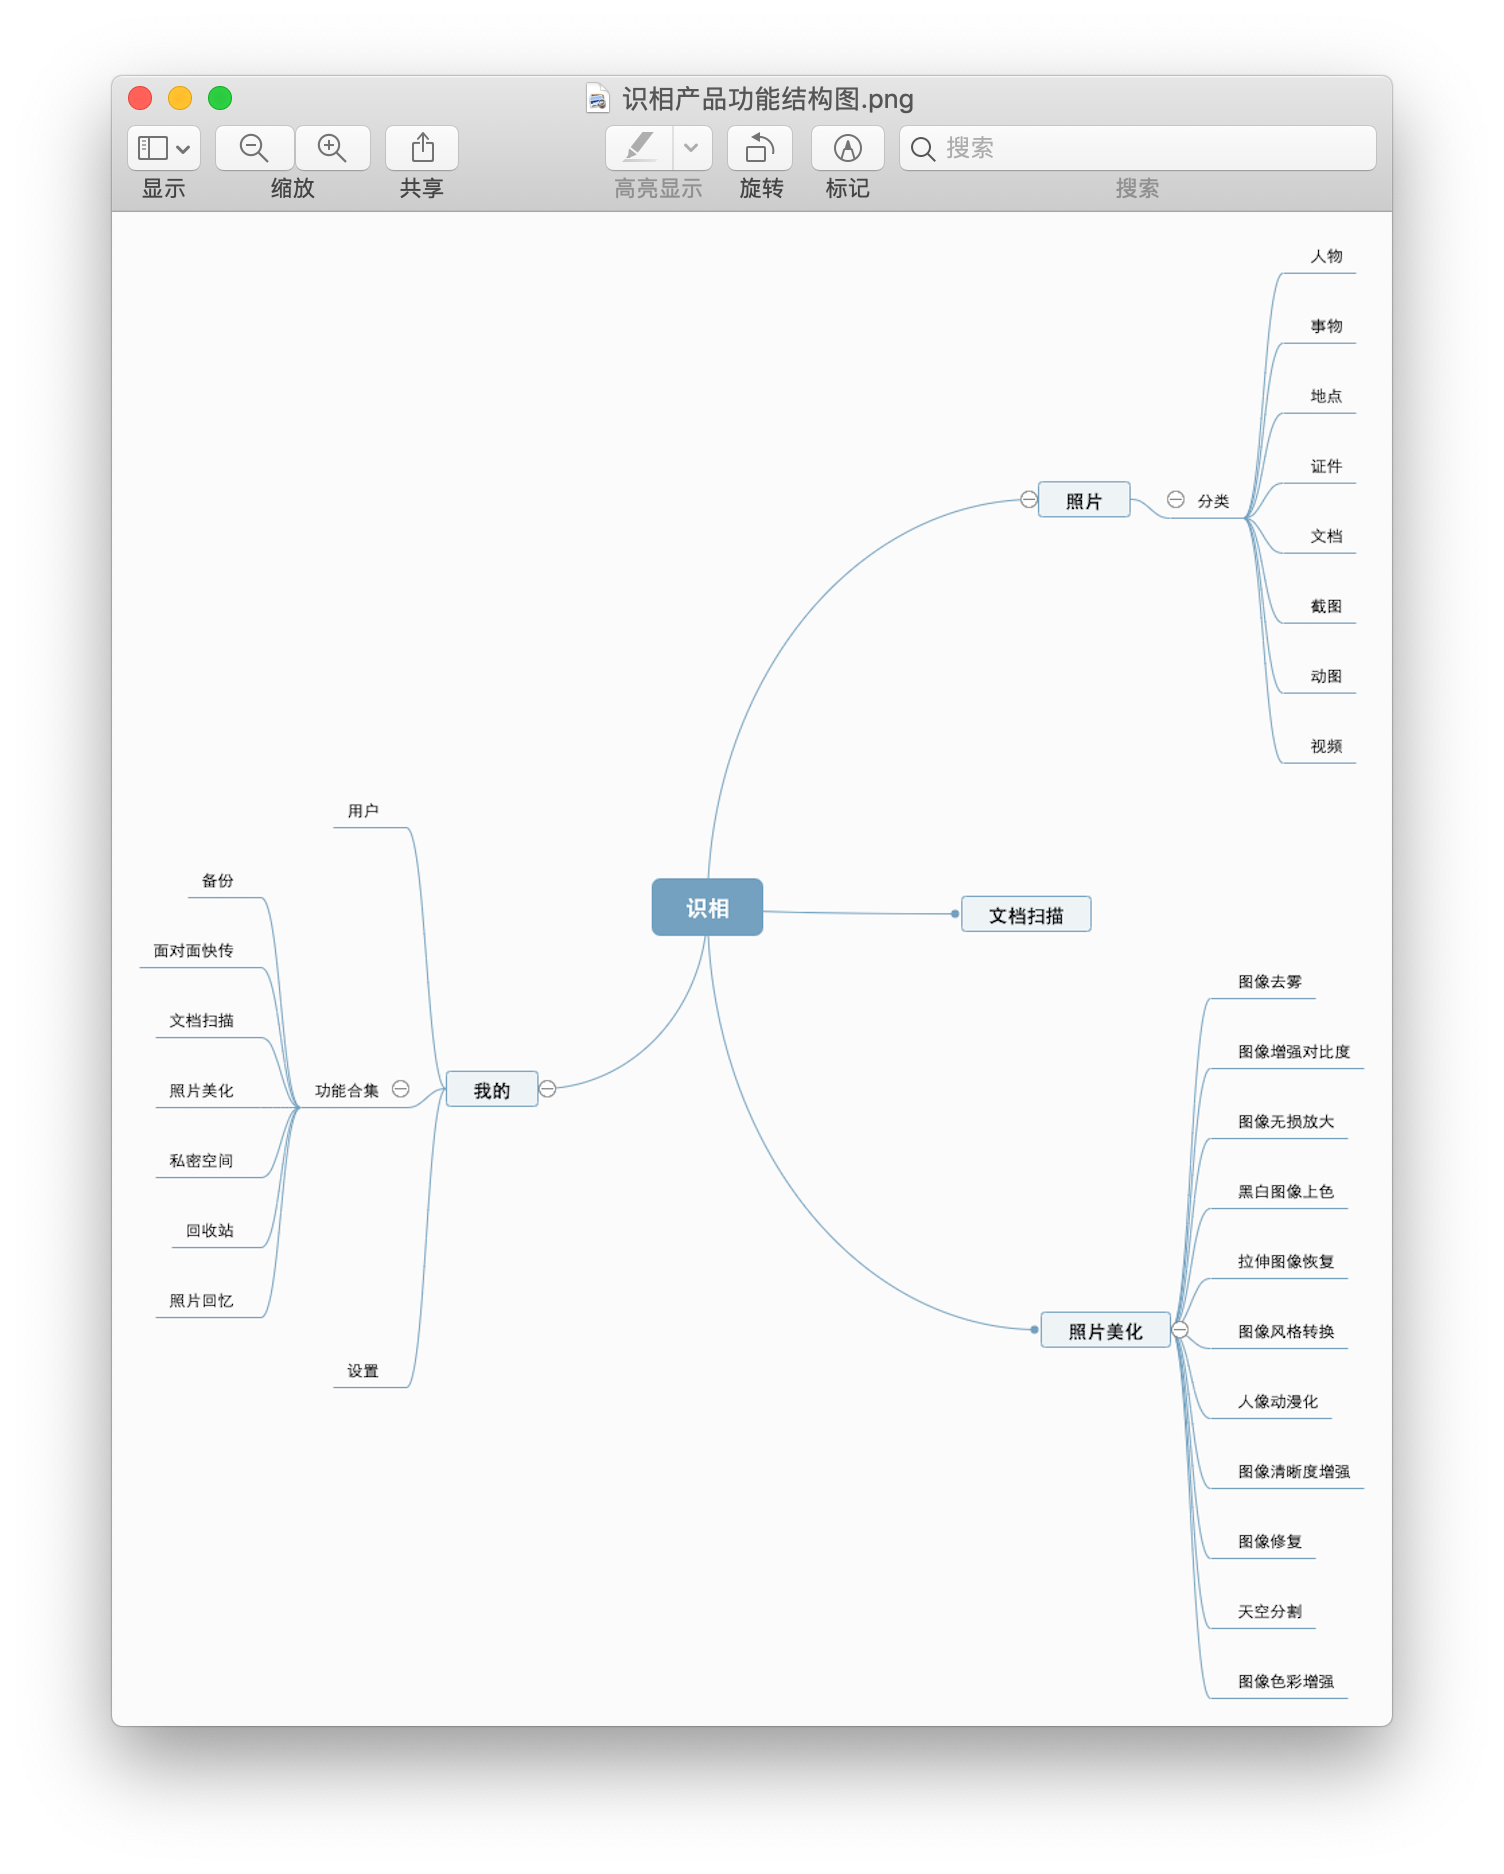 识相产品功能结构图.png
搜索
显示
缩放
共享
高亮显示
旋转
标记
搜索
识相
照片
分类
人物
事物
地点
证件
文档
截图
动图
视频
文档扫描
照片美化
图像去雾
图像增强对比度
图像无损放大
黑白图像上色
拉伸图像恢复
图像风格转换
人像动漫化
图像清晰度增强
图像修复
天空分割
图像色彩增强
我的
用户
功能合集
备份
面对面快传
文档扫描
照片美化
私密空间
回收站
照片回忆
设置